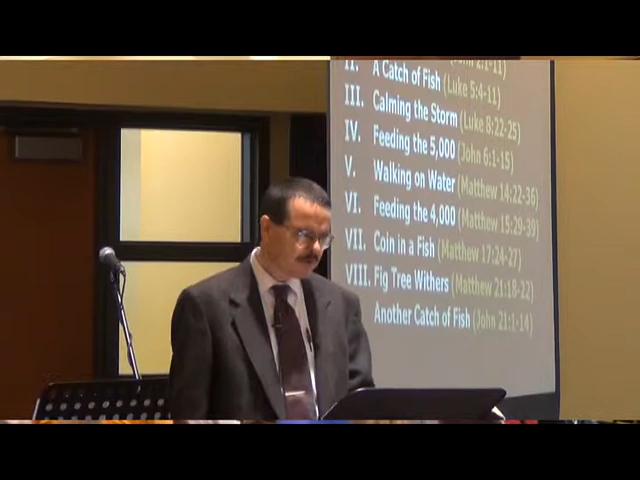 II. A Catch of Fish (Luke 5:4-11)
III. Calming the Storm (Luke 8:22-25)
IV. Feeding the 5,000 (John 6:1-15)
V. Walking on Water (Matthew 14:22-36)
VI. Feeding the 4,000 (Matthew 15:29-39)
VII. Coin in a Fish (Matthew 17:24-27)
VIII. Fig Tree Withers (Matthew 21:18-22)
Another Catch of Fish (John 21:1-14)